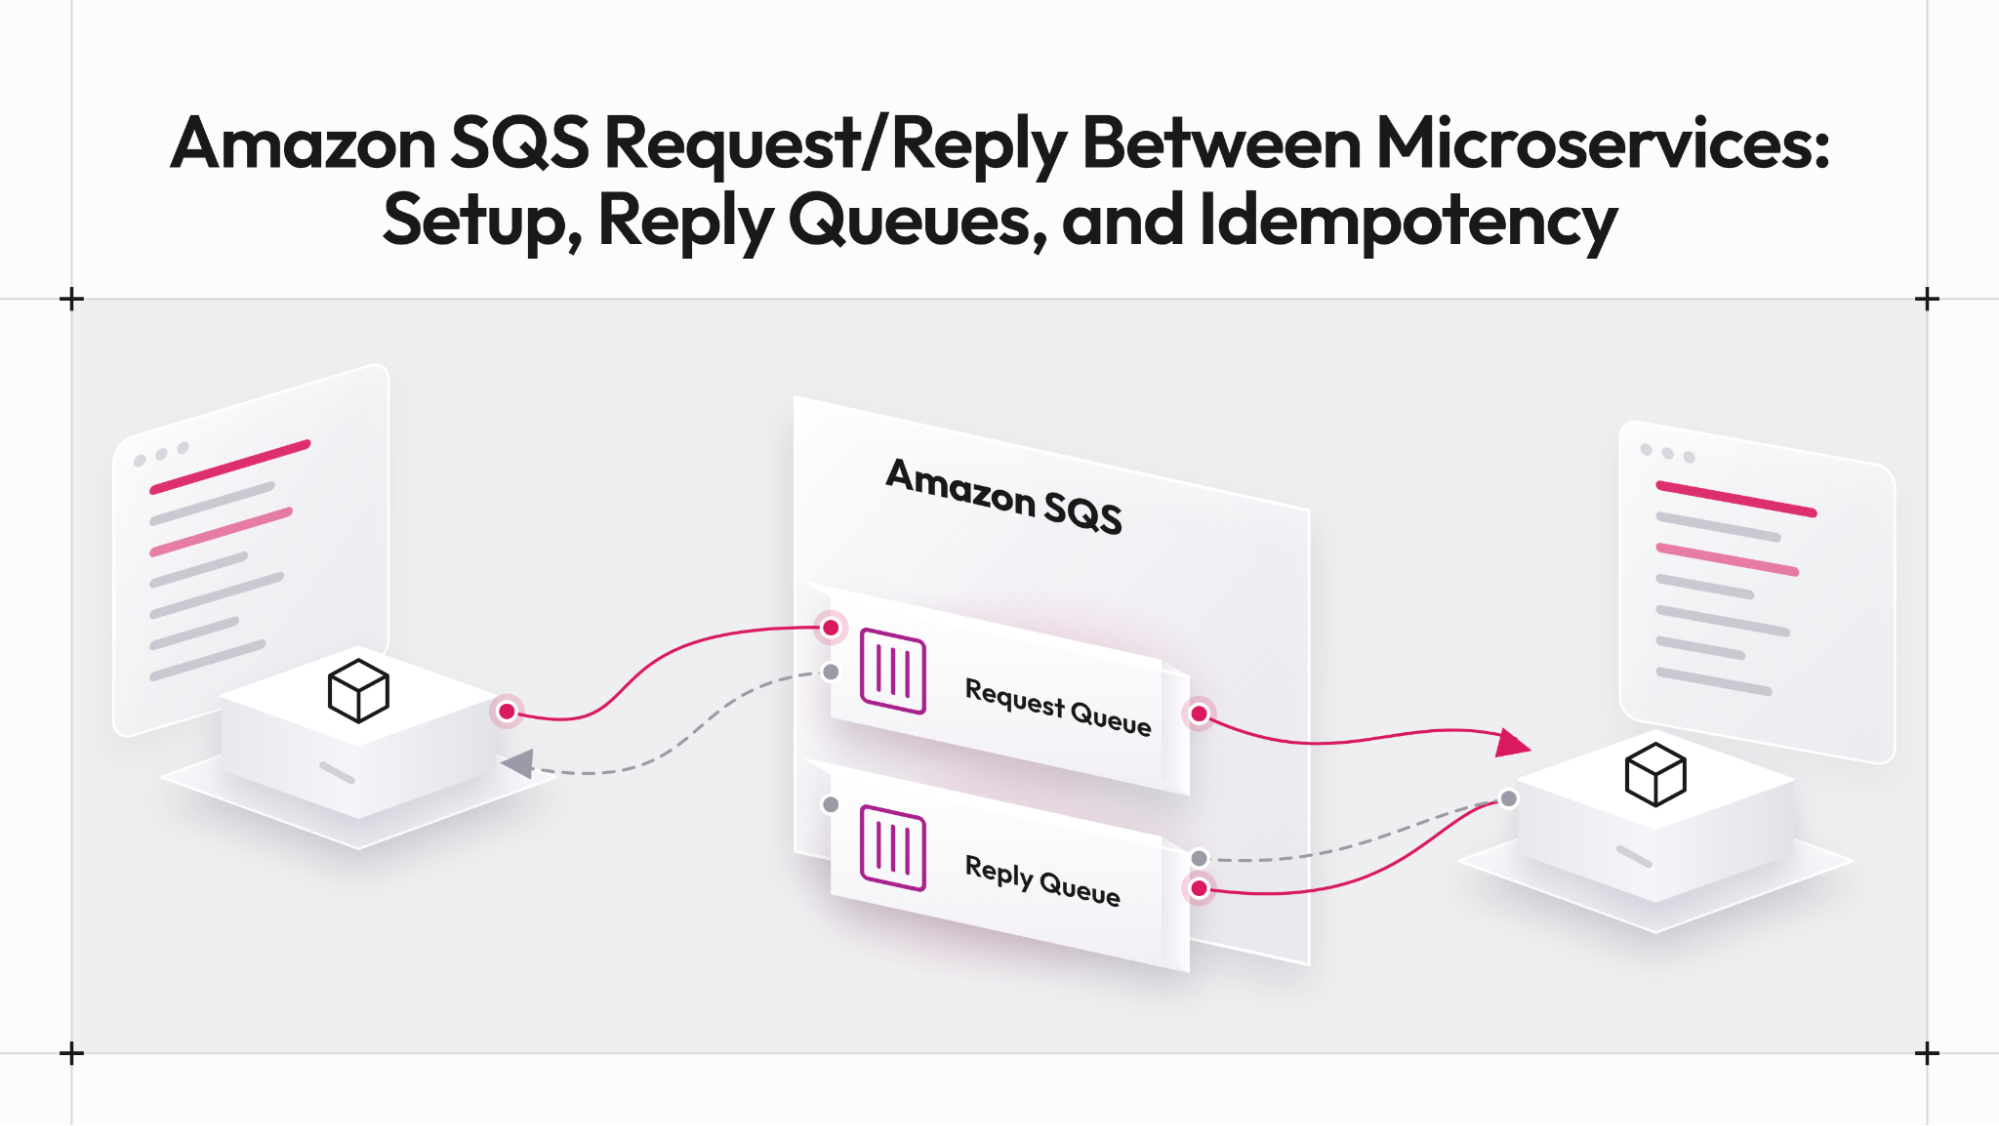 Amazon SQS Request/Reply Between Microservices:
Setup, Reply Queues, and Idempotency
Amazon SQS
Request Queue
Reply Queue